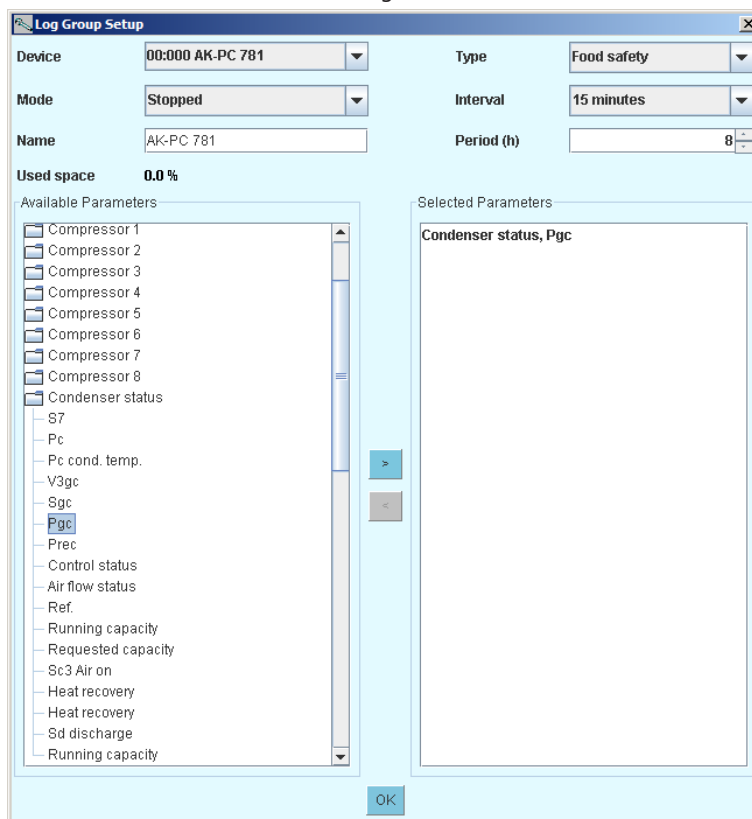 Log Group Setup
Device 00:000 AK-PC 781 Type Food safety
Mode Stopped Interval 15 minutes
Name AK-PC 781 Period (h) 8
Used space 0.0 %
Available Parameters
Compressor 1
Compressor 2
Compressor 3
Compressor 4
Compressor 5
Compressor 6
Compressor 7
Compressor 8
Condenser status
S7
Pc
Pc cond. temp.
V3gc
Sgc
Pgc
Prec
Control status
Air flow status
Ref.
Running capacity
Requested capacity
Sc3 Air on
Heat recovery
Heat recovery
Sd discharge
Running capacity
>
<
Selected Parameters
Condenser status, Pgc
OK